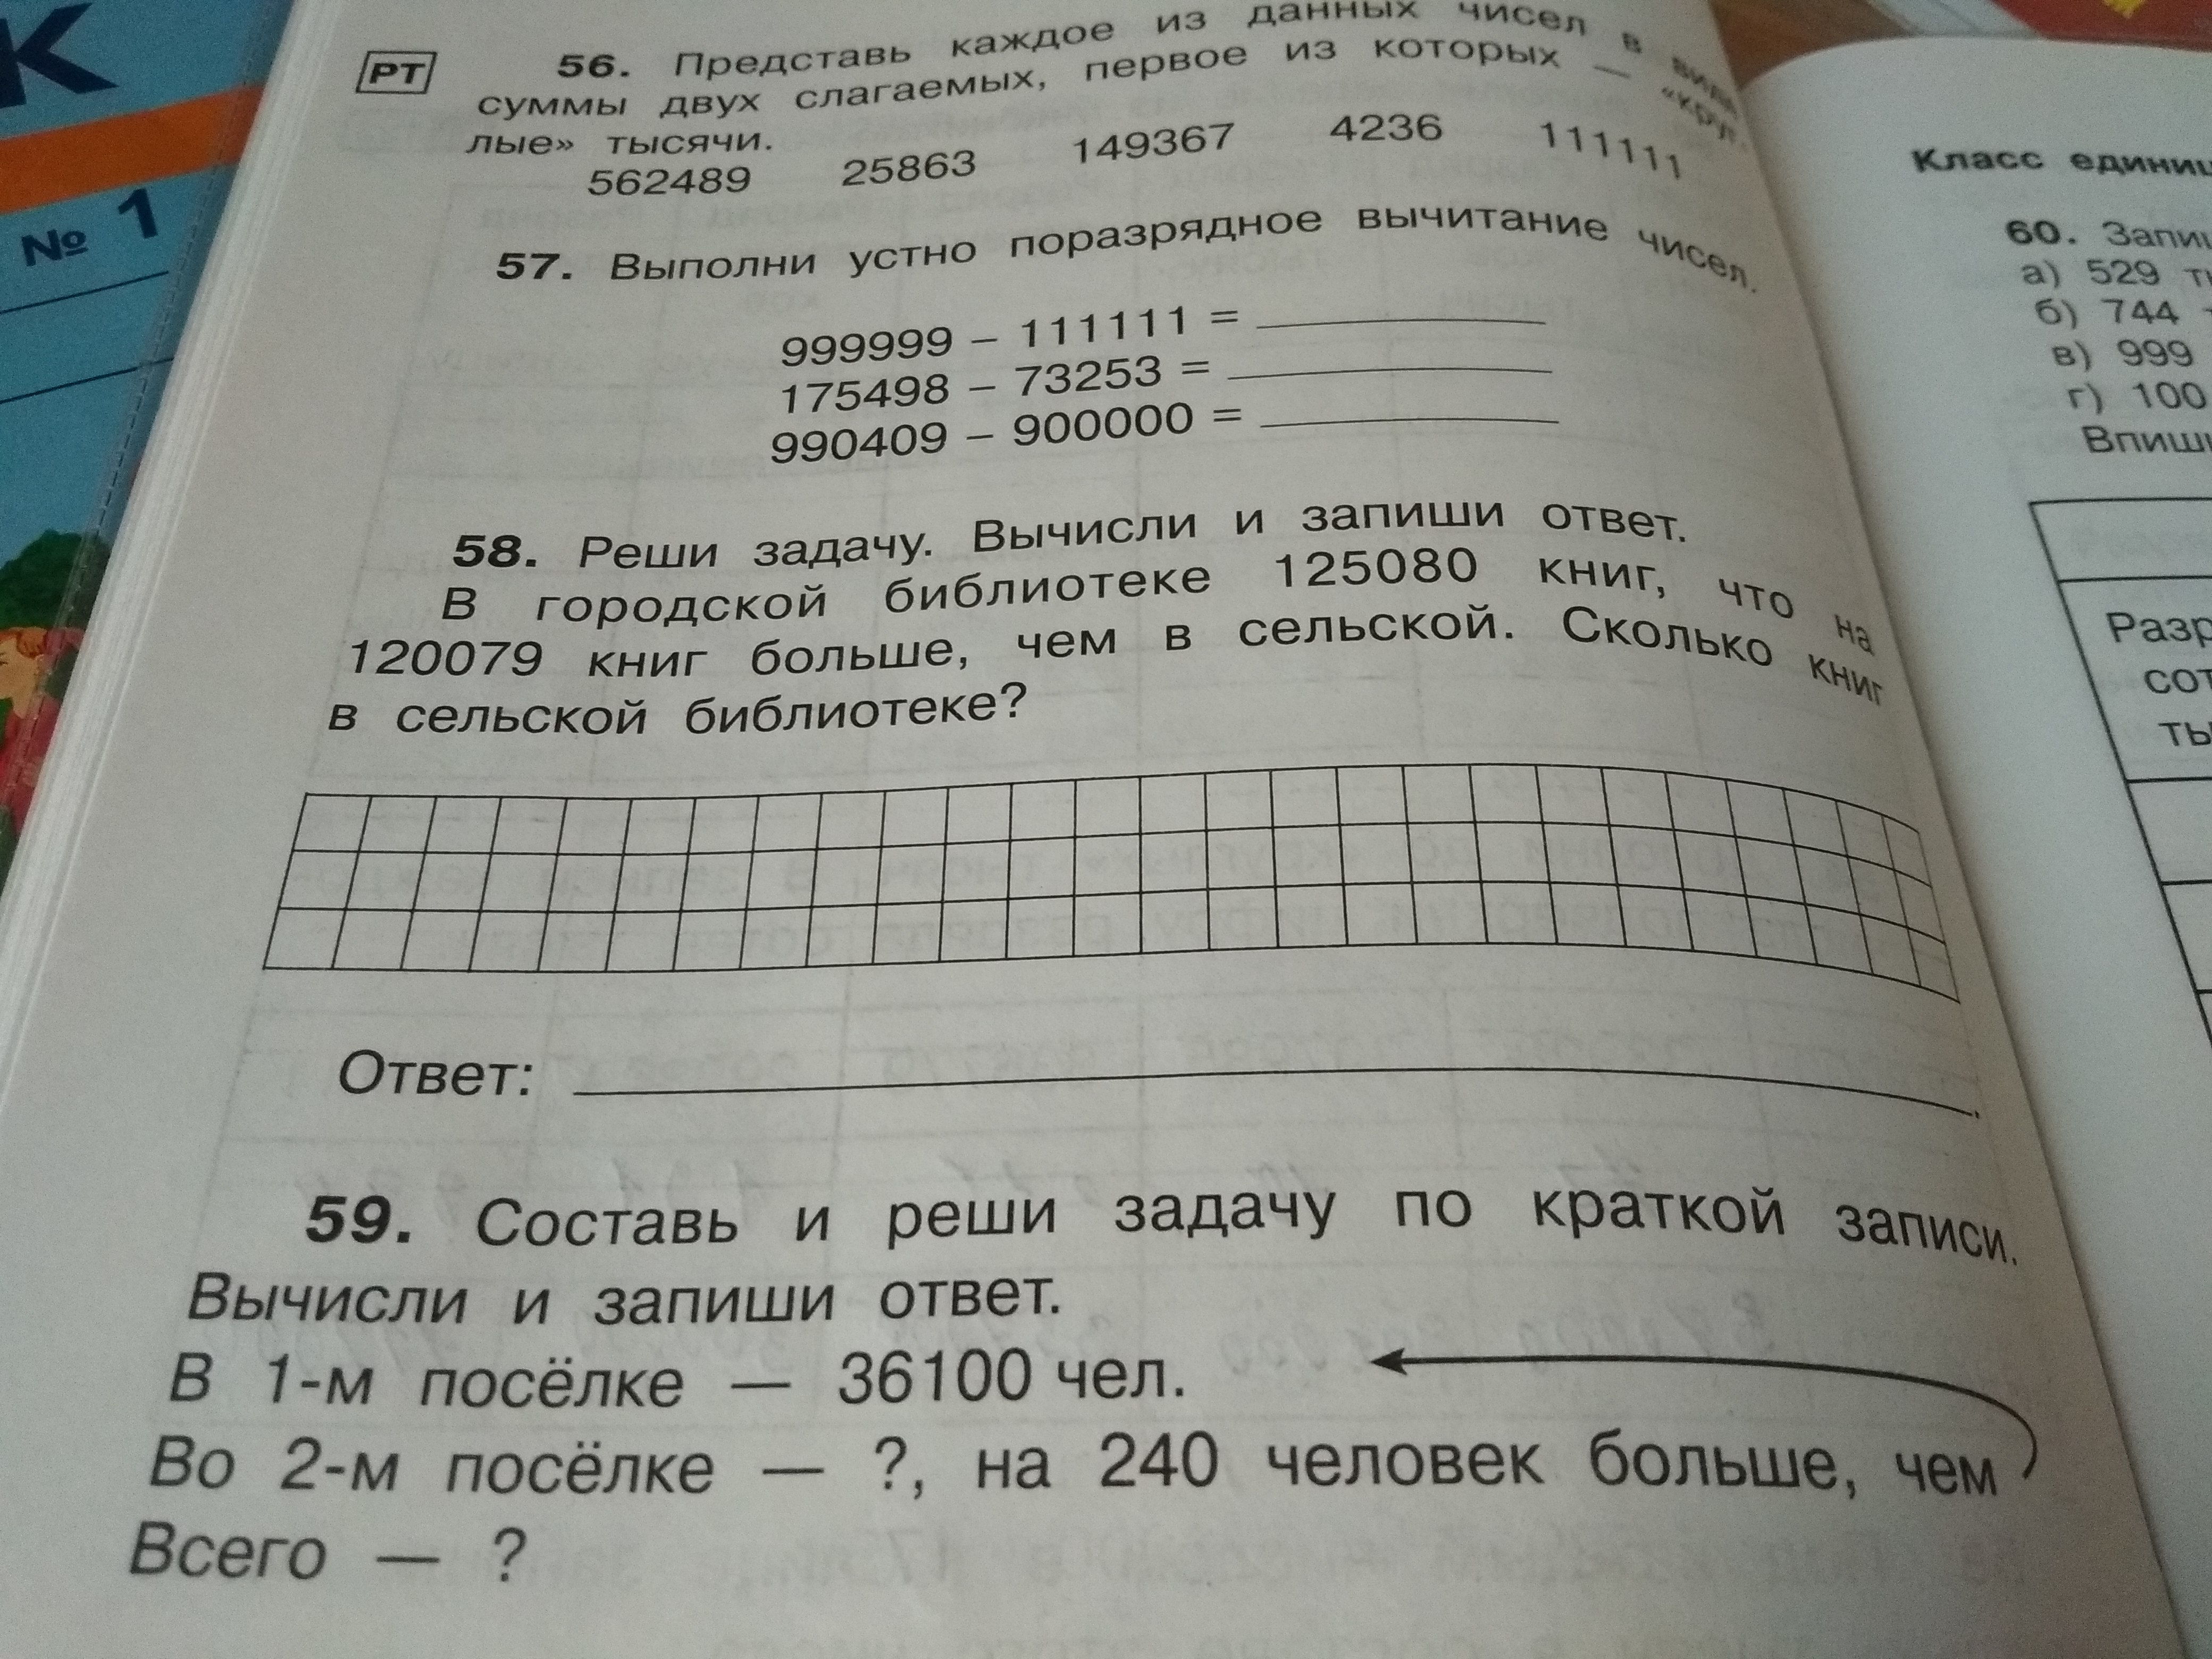 К
№ 1
РТ
56. Представь каждое из данных чисел в виде
суммы двух слагаемых, первое из которых — «круг-
лые» тысячи.
562489 25863 149367 4236 111111
57. Выполни устно поразрядное вычитание чисел.
999999 – 111111 =
175498 – 73253 =
990409 – 900000 =
58. Реши задачу. Вычисли и запиши ответ.
В городской библиотеке 125080 книг, что на
120079 книг больше, чем в сельской. Сколько книг
в сельской библиотеке?
Ответ: .
59. Составь и реши задачу по краткой записи.
Вычисли и запиши ответ.
В 1-м посёлке — 36100 чел.
Во 2-м посёлке — ?, на 240 человек больше, чем
Всего — ?
Класс единиц
60. Запи
а) 529 т
б) 744
в) 999
г) 100
Впиш
Разр
сот
ты